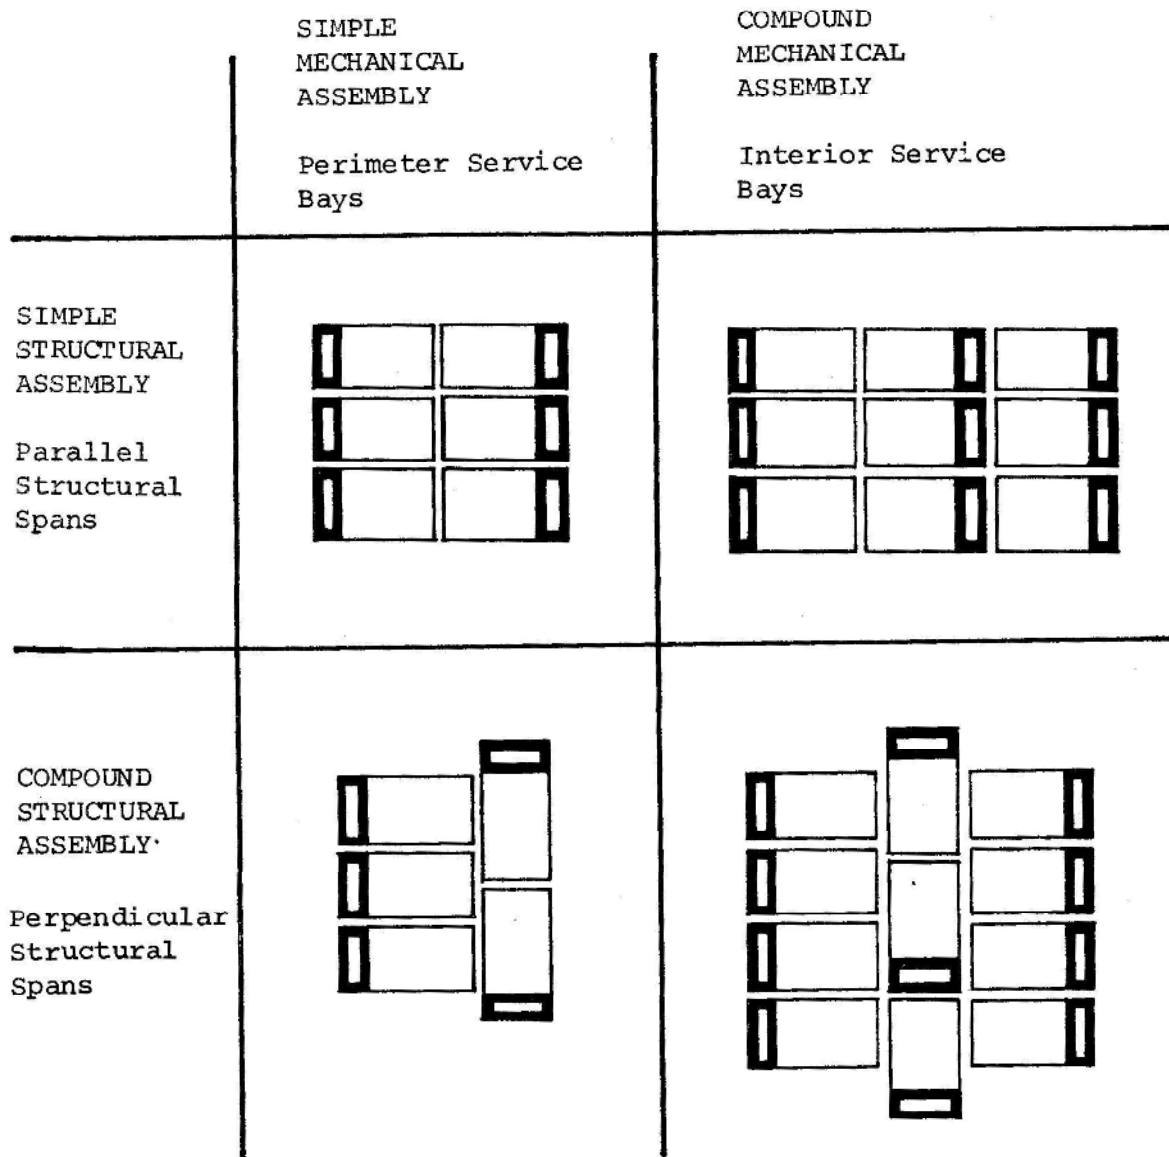 SIMPLE
MECHANICAL
ASSEMBLY
Perimeter Service
Bays
COMPOUND
MECHANICAL
ASSEMBLY
Interior Service
Bays
SIMPLE
STRUCTURAL
ASSEMBLY
Parallel
Structural
Spans
COMPOUND
STRUCTURAL
ASSEMBLY
Perpendicular
Structural
Spans